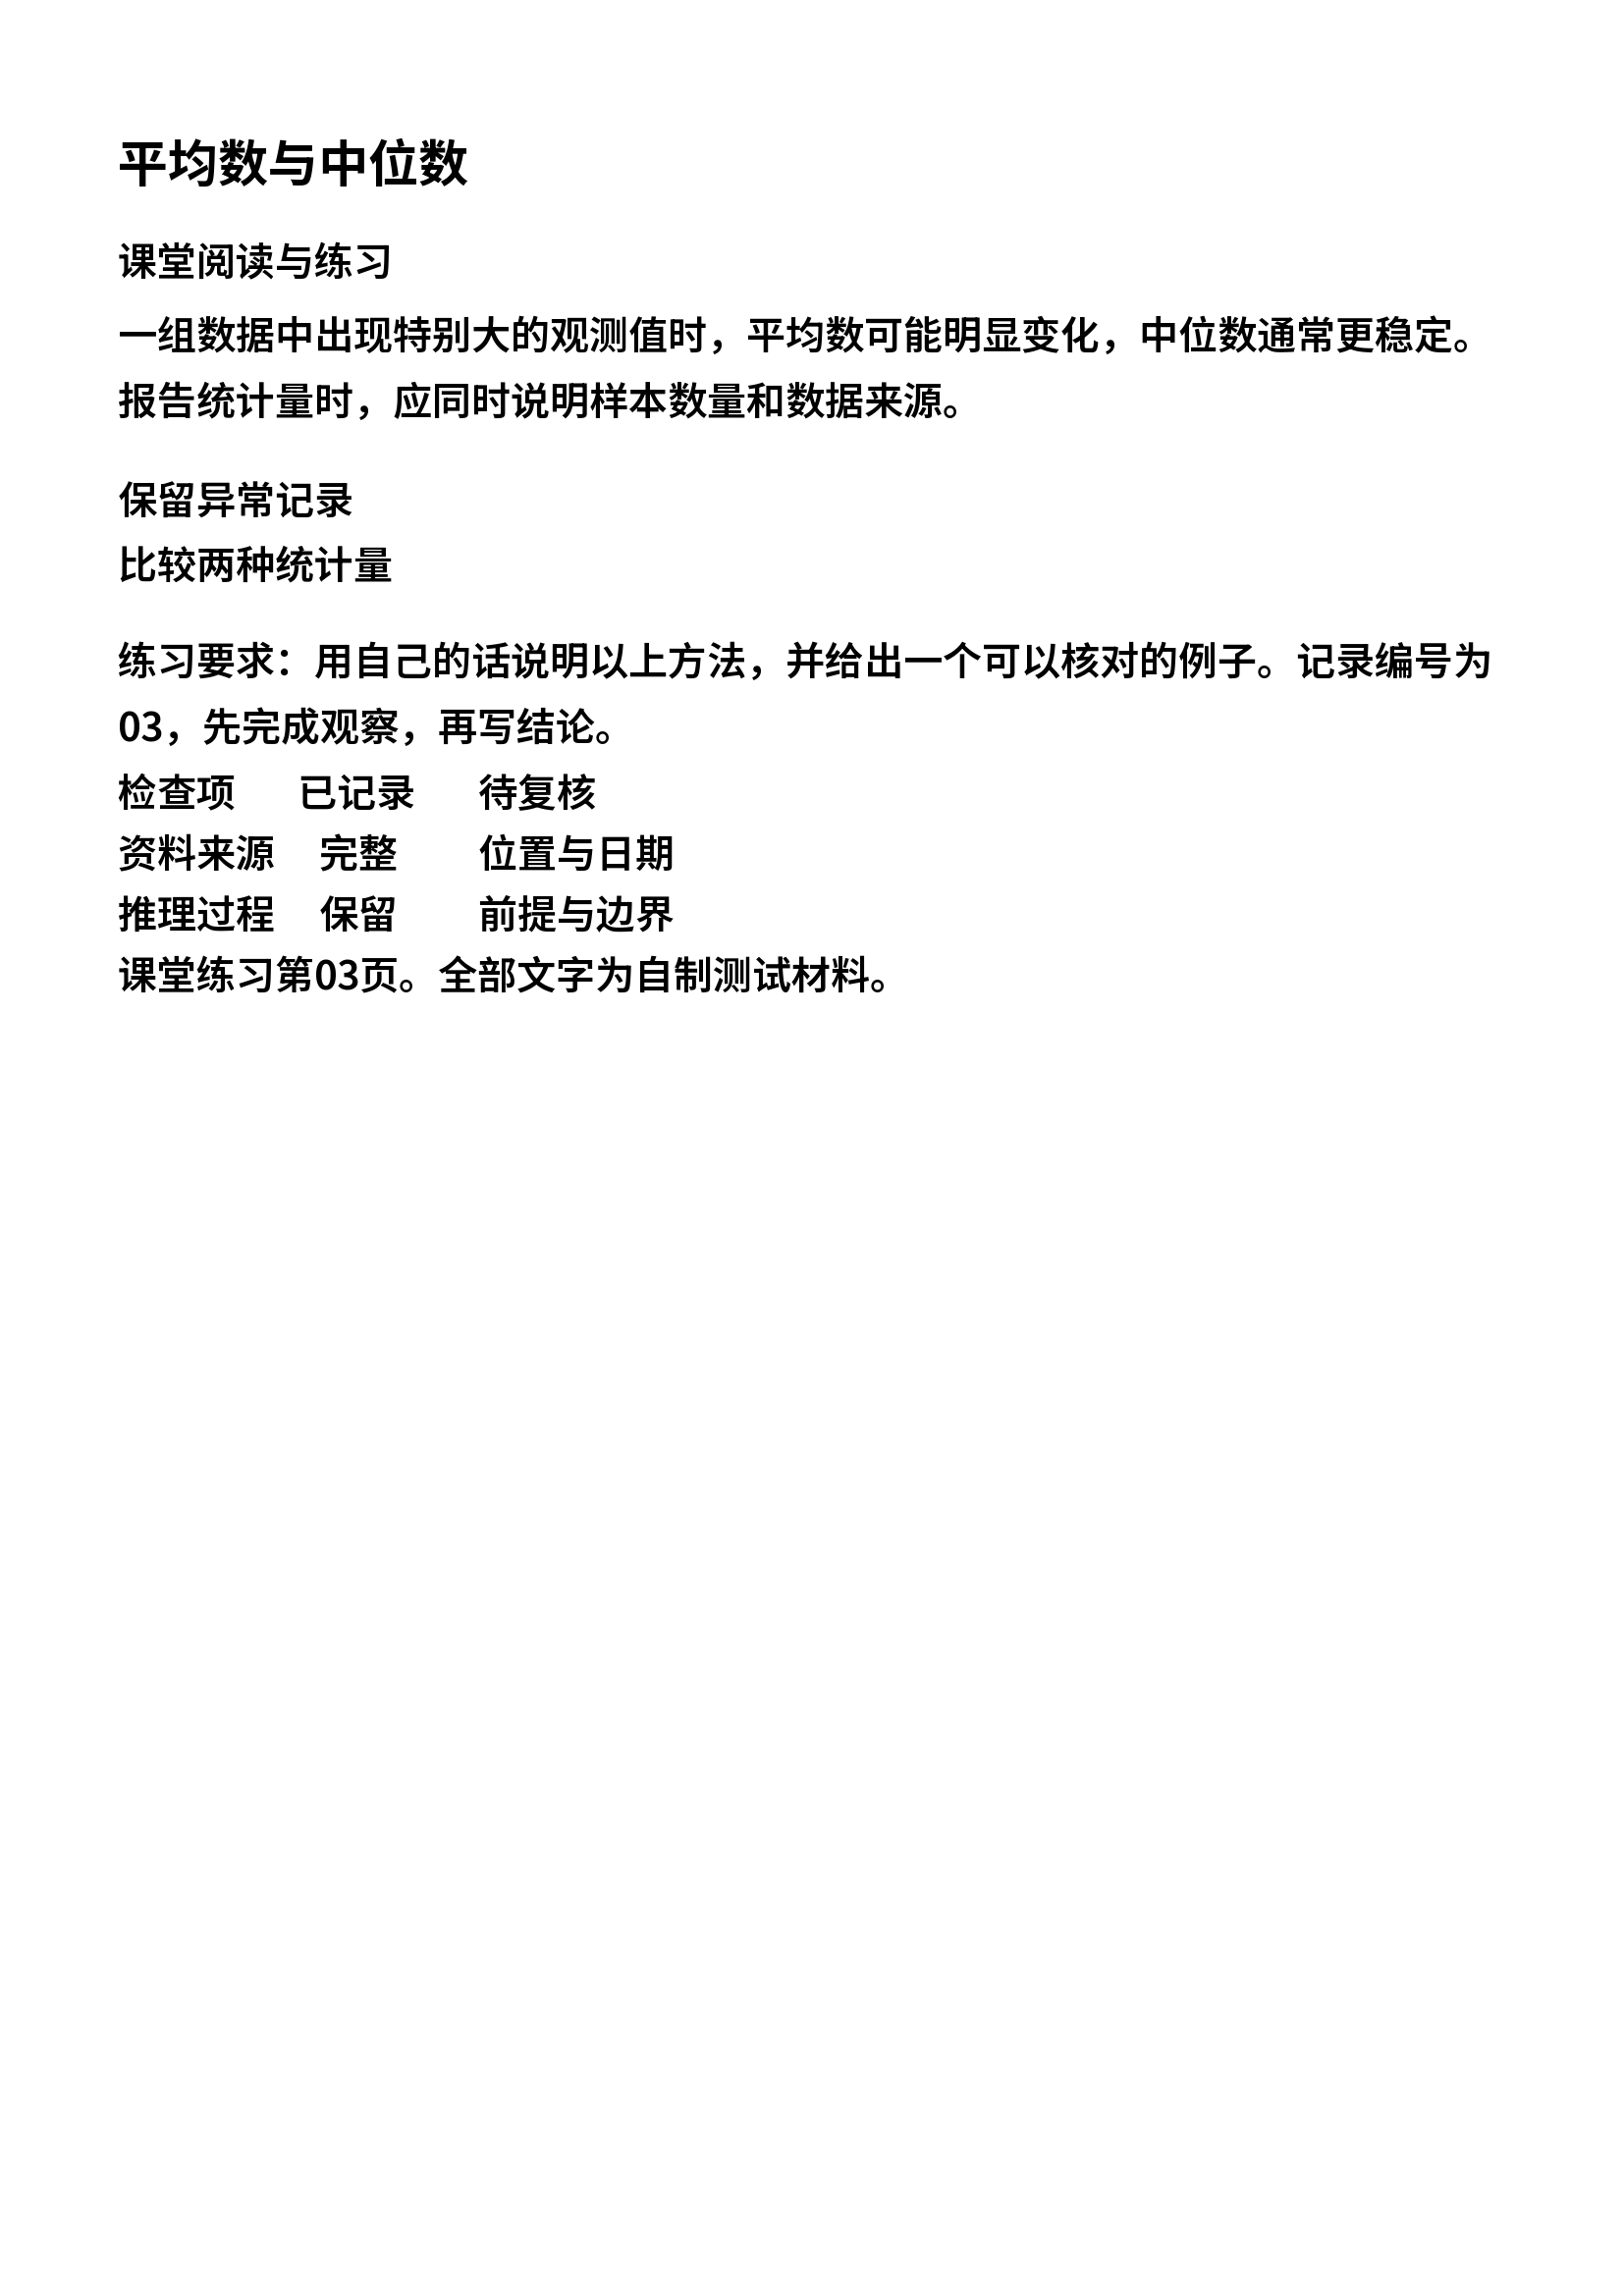 平均数与中位数
课堂阅读与练习
一组数据中出现特别大的观测值时，平均数可能明显变化，中位数通常更稳定。
报告统计量时，应同时说明样本数量和数据来源。
保留异常记录
比较两种统计量
练习要求：用自己的话说明以上方法，并给出一个可以核对的例子。记录编号为
03，先完成观察，再写结论。
检查项 已记录 待复核
资料来源 完整 位置与日期
推理过程 保留 前提与边界
课堂练习第03页。全部文字为自制测试材料。